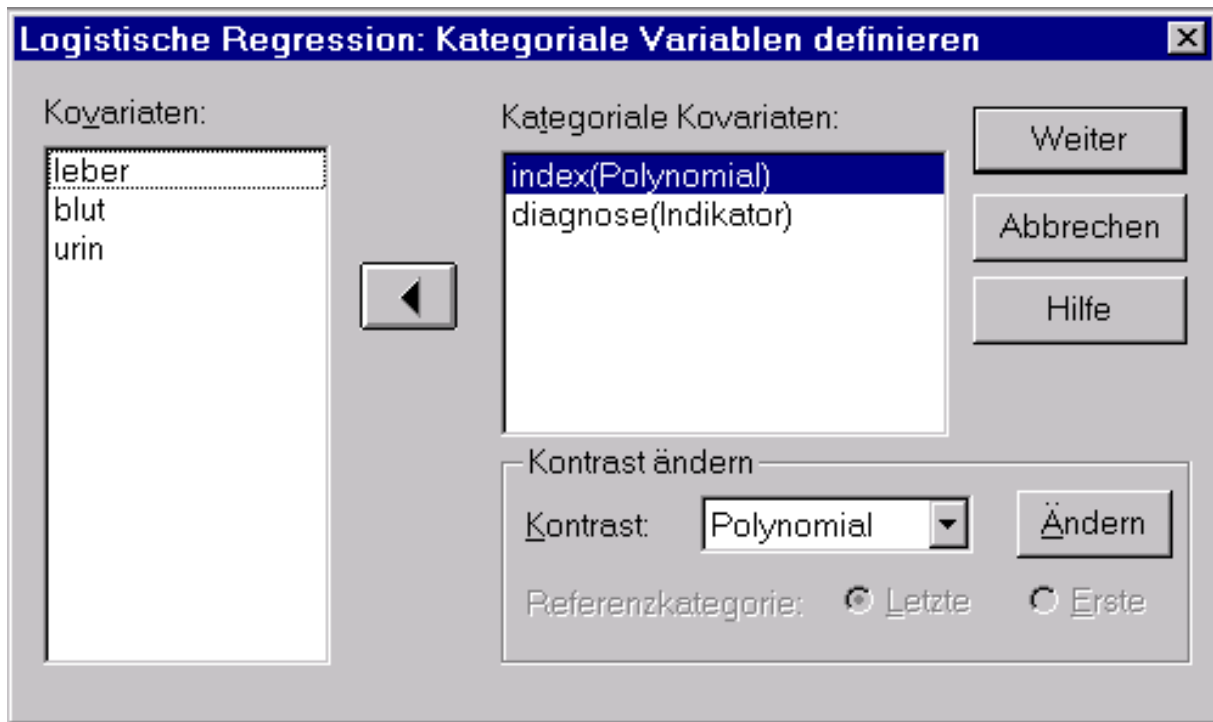 Logistische Regression: Kategoriale Variablen definieren
Kovariaten:
leber
blut
urin
Kategoriale Kovariaten:
index(Polynomial)
diagnose(Indikator)
Weiter
Abbrechen
Hilfe
Kontrast ändern
Kontrast: Polynomial Ändern
Referenzkategorie: Letzte Erste